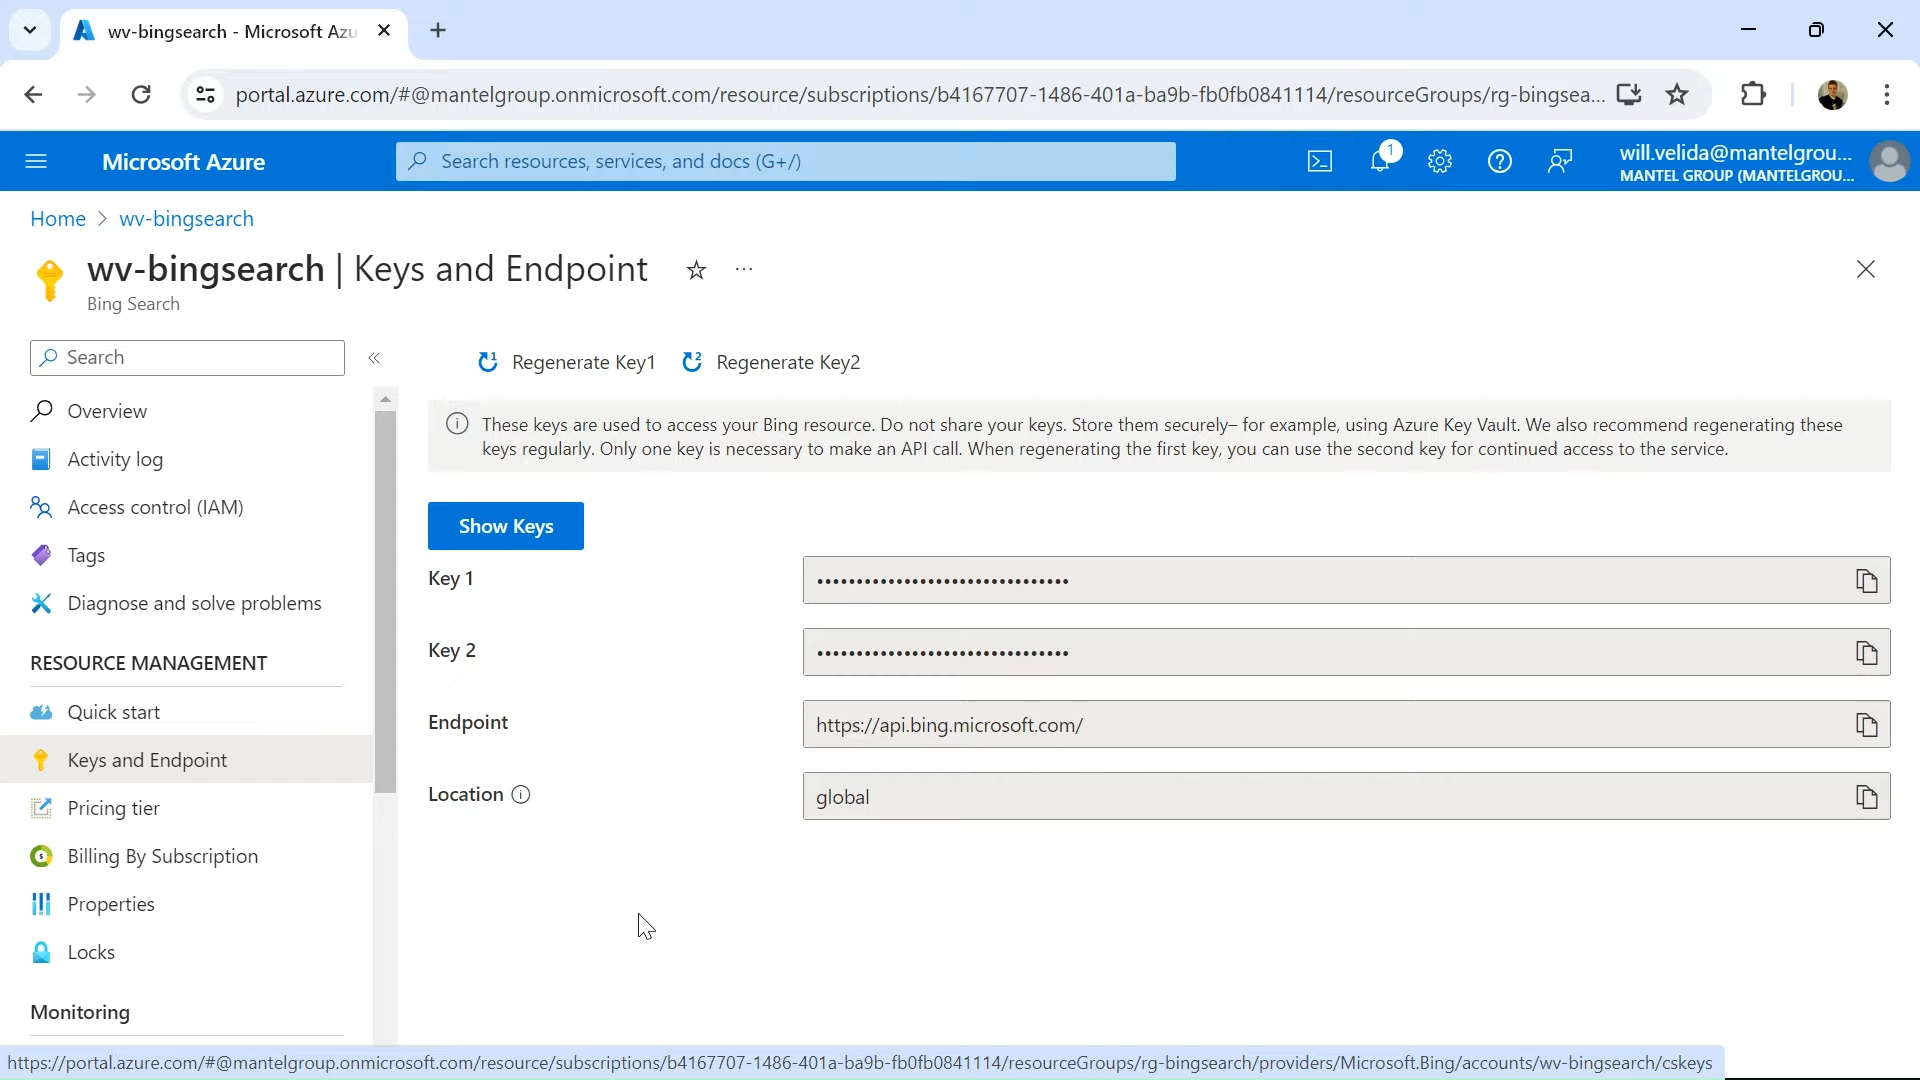 wv-bingsearch - Microsoft Azu
portal.azure.com/#@mantelgroup.onmicrosoft.com/resource/subscriptions/b4167707-1486-401a-ba9b-fb0fb0841114/resourceGroups/rg-bingsea...
Microsoft Azure
Search resources, services, and docs (G+/)
1
will.velida@mantelgrou...
MANTEL GROUP (MANTELGROU...
Home > wv-bingsearch
wv-bingsearch | Keys and Endpoint
Bing Search
Search
Regenerate Key1
Regenerate Key2
These keys are used to access your Bing resource. Do not share your keys. Store them securely– for example, using Azure Key Vault. We also recommend regenerating these
keys regularly. Only one key is necessary to make an API call. When regenerating the first key, you can use the second key for continued access to the service.
Show Keys
Key 1
•••••••••••••••••••••••••••••••
Key 2
•••••••••••••••••••••••••••••••
Endpoint
https://api.bing.microsoft.com/
Location
global
Overview
Activity log
Access control (IAM)
Tags
Diagnose and solve problems
RESOURCE MANAGEMENT
Quick start
Keys and Endpoint
Pricing tier
Billing By Subscription
Properties
Locks
Monitoring
https://portal.azure.com/#@mantelgroup.onmicrosoft.com/resource/subscriptions/b4167707-1486-401a-ba9b-fb0fb0841114/resourceGroups/rg-bingsearch/providers/Microsoft.Bing/accounts/wv-bingsearch/cskeys